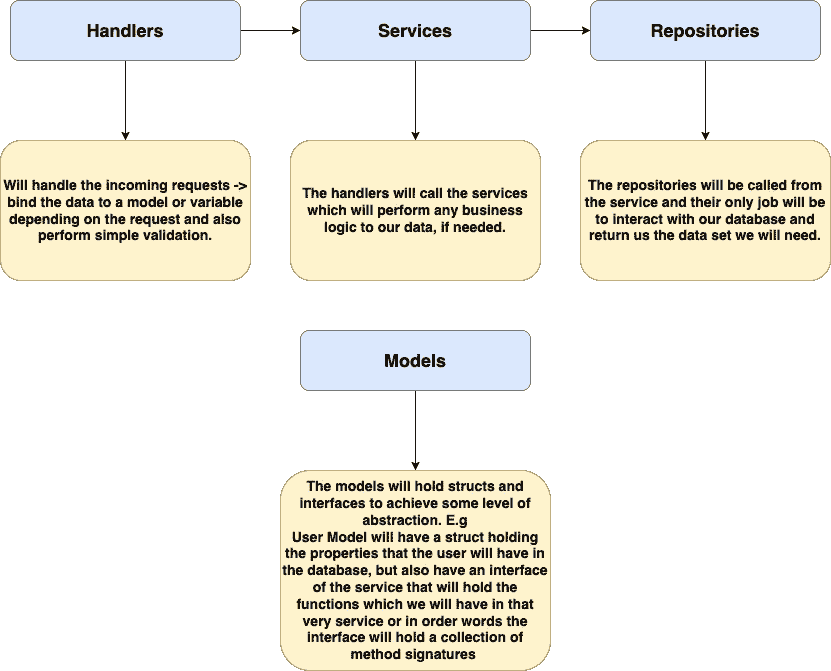 Handlers
Services
Repositories
Will handle the incoming requests ->
bind the data to a model or variable
depending on the request and also
perform simple validation.
The handlers will call the services
which will perform any business
logic to our data, if needed.
The repositories will be called from
the service and their only job will be
to interact with our database and
return us the data set we will need.
Models
The models will hold structs and
interfaces to achieve some level of
abstraction. E.g
User Model will have a struct holding
the properties that the user will have in
the database, but also have an interface
of the service that will hold the
functions which we will have in that
very service or in order words the
interface will hold a collection of
method signatures